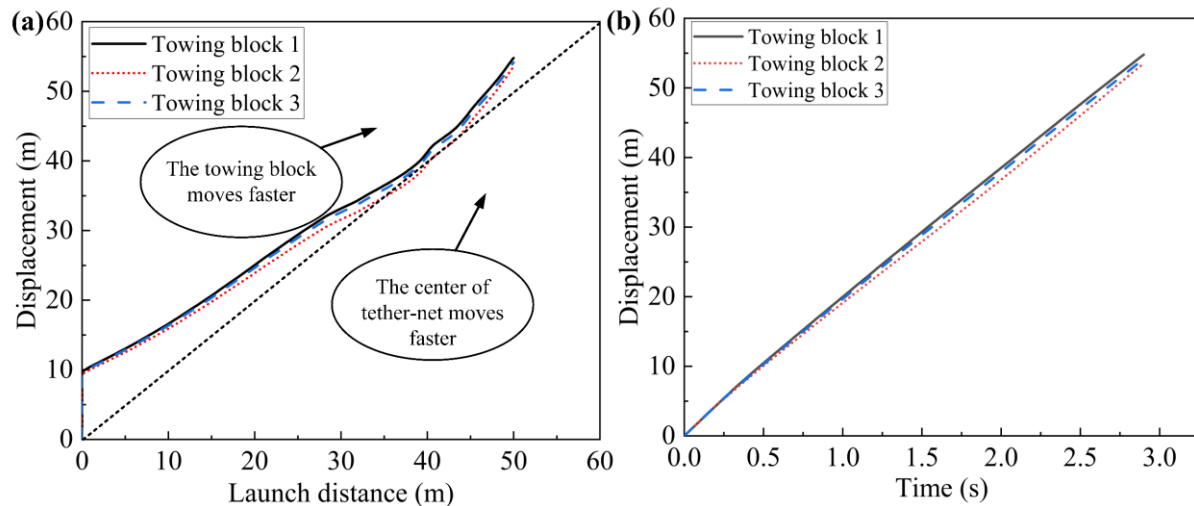 (a)
60
50
40
30
20
10
0
Displacement (m)
Towing block 1
Towing block 2
Towing block 3
The towing block
moves faster
The center of
tether-net moves
faster
0 10 20 30 40 50 60
Launch distance (m)
(b)
60
50
40
30
20
10
0
Displacement (m)
Towing block 1
Towing block 2
Towing block 3
0.0 0.5 1.0 1.5 2.0 2.5 3.0
Time (s)